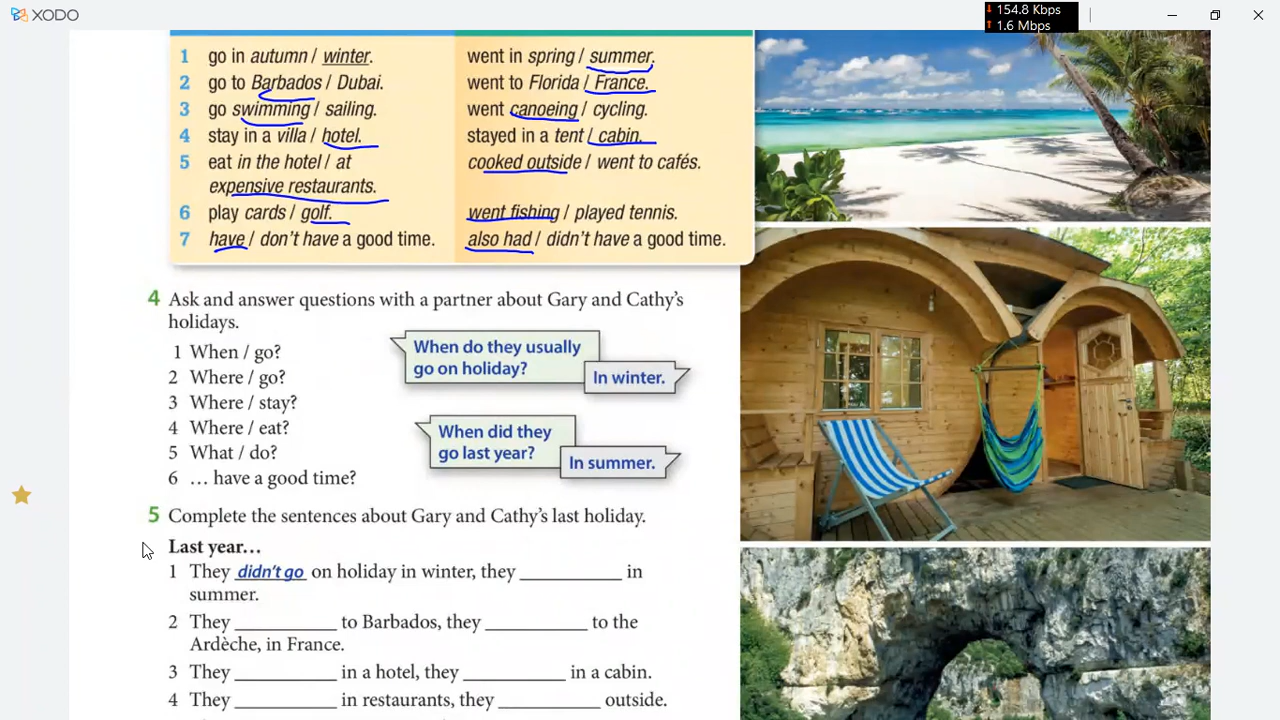 XODO
154.8 Kbps
1.6 Mbps
1 go in autumn / winter. went in spring / summer.
2 go to Barbados / Dubai. went to Florida / France.
3 go swimming / sailing. went canoeing / cycling.
4 stay in a villa / hotel. stayed in a tent / cabin.
5 eat in the hotel / at cooked outside / went to cafés.
expensive restaurants.
6 play cards / golf. went fishing / played tennis.
7 have / don't have a good time. also had / didn't have a good time.
4 Ask and answer questions with a partner about Gary and Cathy's
holidays.
1 When / go?
2 Where / go?
3 Where / stay?
4 Where / eat?
5 What / do?
6 … have a good time?
When do they usually
go on holiday?
In winter.
When did they
go last year?
In summer.
5 Complete the sentences about Gary and Cathy's last holiday.
Last year…
1 They didn't go on holiday in winter, they ___________ in
summer.
2 They ___________ to Barbados, they ___________ to the
Ardèche, in France.
3 They ___________ in a hotel, they ___________ in a cabin.
4 They ___________ in restaurants, they ___________ outside.